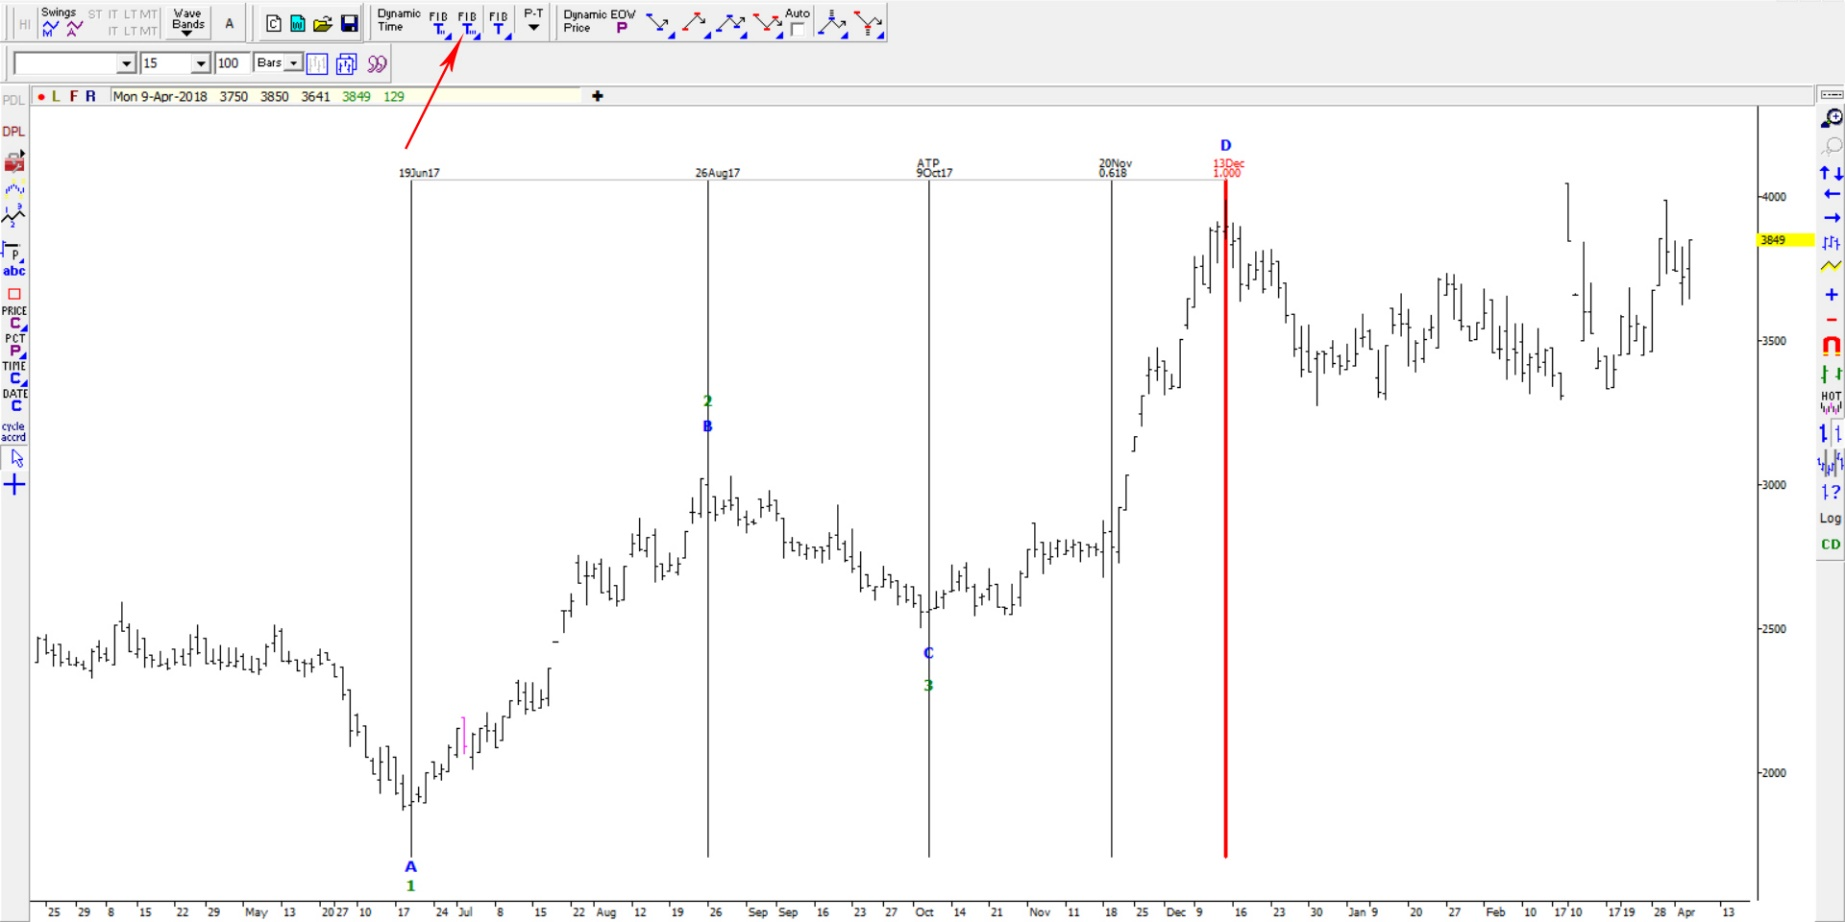 HI Swings M A ST IT LT MT Wave Bands A C W Dynamic Time FIB T FIB T FIB T P-T Dynamic Price EOW P Auto
IT LT MT
15 100 Bars
PDL L F R Mon 9-Apr-2018 3750 3850 3641 3849 129
DPL
P
abc
PRICE
C
PCT
P
TIME
C
DATE
C
cycle
accrd
D
ATP 20Nov 13Dec
19Jun17 26Aug17 9Oct17 0.618 1.000
2
B
C
3
A
1
4000
3849
3500
3000
2500
2000
HOT
1?
Log
CD
25 29 8 15 22 29 May 13 20 27 10 17 24 Jul 8 15 22 Aug 12 19 26 Sep Sep 16 23 27 Oct 14 21 Nov 11 18 25 Dec 9 16 23 30 Jan 9 20 27 Feb 10 17 10 17 19 28 Apr 13